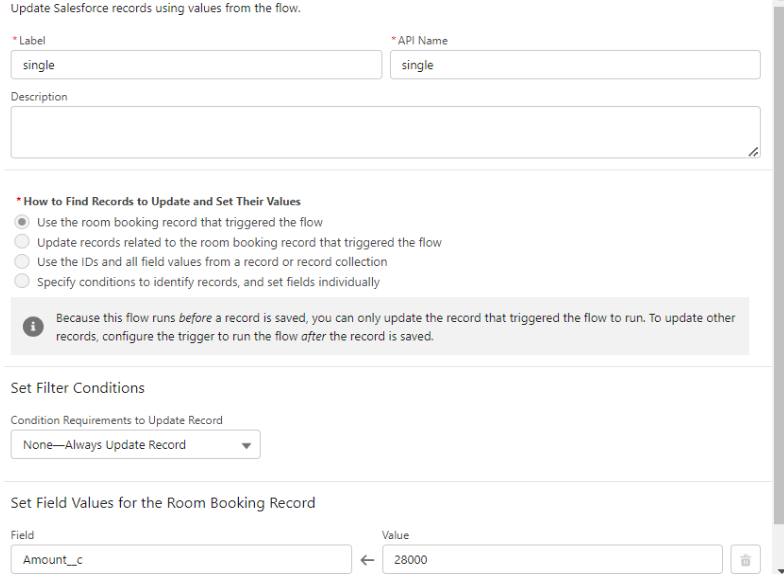 Update Salesforce records using values from the flow.
*Label
*API Name
single
single
Description
*How to Find Records to Update and Set Their Values
Use the room booking record that triggered the flow
Update records related to the room booking record that triggered the flow
Use the IDs and all field values from a record or record collection
Specify conditions to identify records, and set fields individually
Because this flow runs before a record is saved, you can only update the record that triggered the flow to run. To update other
records, configure the trigger to run the flow after the record is saved.
Set Filter Conditions
Condition Requirements to Update Record
None—Always Update Record
Set Field Values for the Room Booking Record
Field
Value
Amount__c
28000